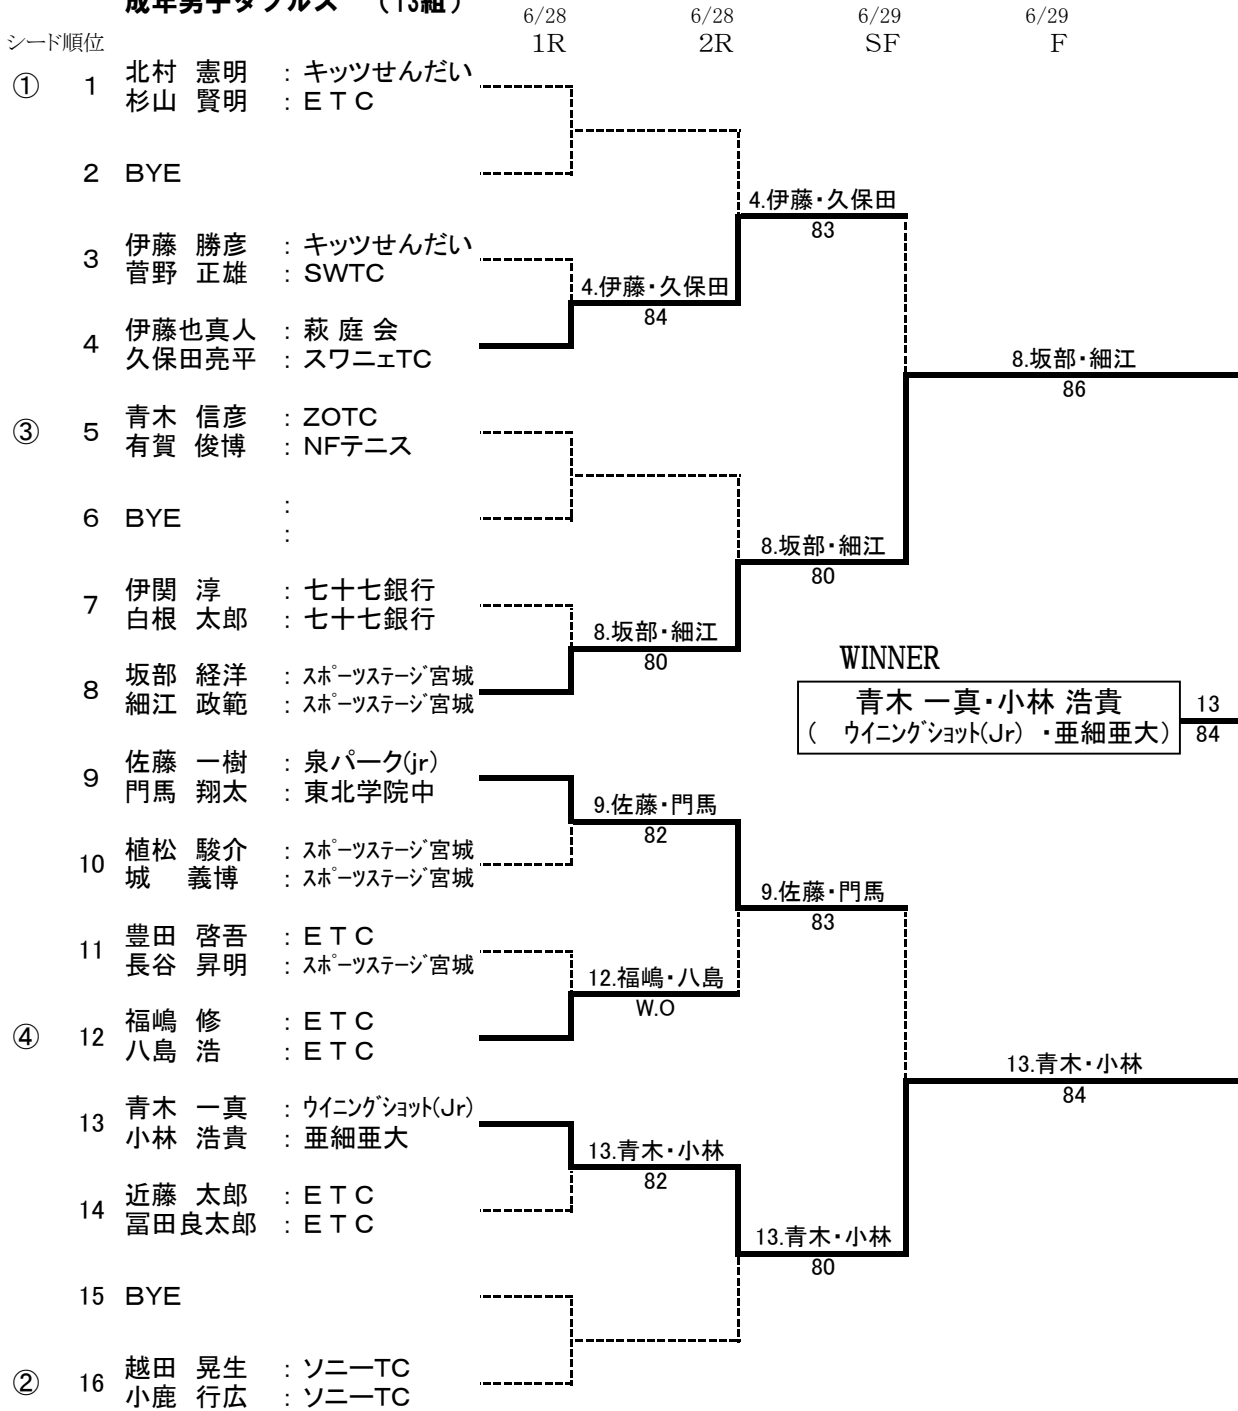 成年男子ダブルス (13組)
6/28 6/28 6/29 6/29
シード順位 1R 2R SF F
① 1 北村 憲明 : キッツせんだい
杉山 賢明 : ETC
2 BYE
4.伊藤・久保田
83
3 伊藤 勝彦 : キッツせんだい
菅野 正雄 : SWTC
4.伊藤・久保田
84
4 伊藤也真人 : 萩庭会
久保田亮平 : スワニェTC
8.坂部・細江
86
③ 5 青木 信彦 : ZOTC
有賀 俊博 : NFテニス
6 BYE :
:
8.坂部・細江
80
7 伊関 淳 : 七十七銀行
白根 太郎 : 七十七銀行
8.坂部・細江
80
8 坂部 経洋 : スポーツステージ宮城
細江 政範 : スポーツステージ宮城
WINNER
青木 一真・小林 浩貴
( ウイニングショット(Jr) ・亜細亜大)
13
84
9 佐藤 一樹 : 泉パーク(jr)
門馬 翔太 : 東北学院中
9.佐藤・門馬
82
10 植松 駿介 : スポーツステージ宮城
城 義博 : スポーツステージ宮城
9.佐藤・門馬
83
11 豊田 啓吾 : ETC
長谷 昇明 : スポーツステージ宮城
12.福嶋・八島
W.O
④ 12 福嶋 修 : ETC
八島 浩 : ETC
13.青木・小林
84
13 青木 一真 : ウイニングショット(Jr)
小林 浩貴 : 亜細亜大
13.青木・小林
82
14 近藤 太郎 : ETC
冨田良太郎 : ETC
13.青木・小林
80
15 BYE
② 16 越田 晃生 : ソニーTC
小鹿 行広 : ソニーTC